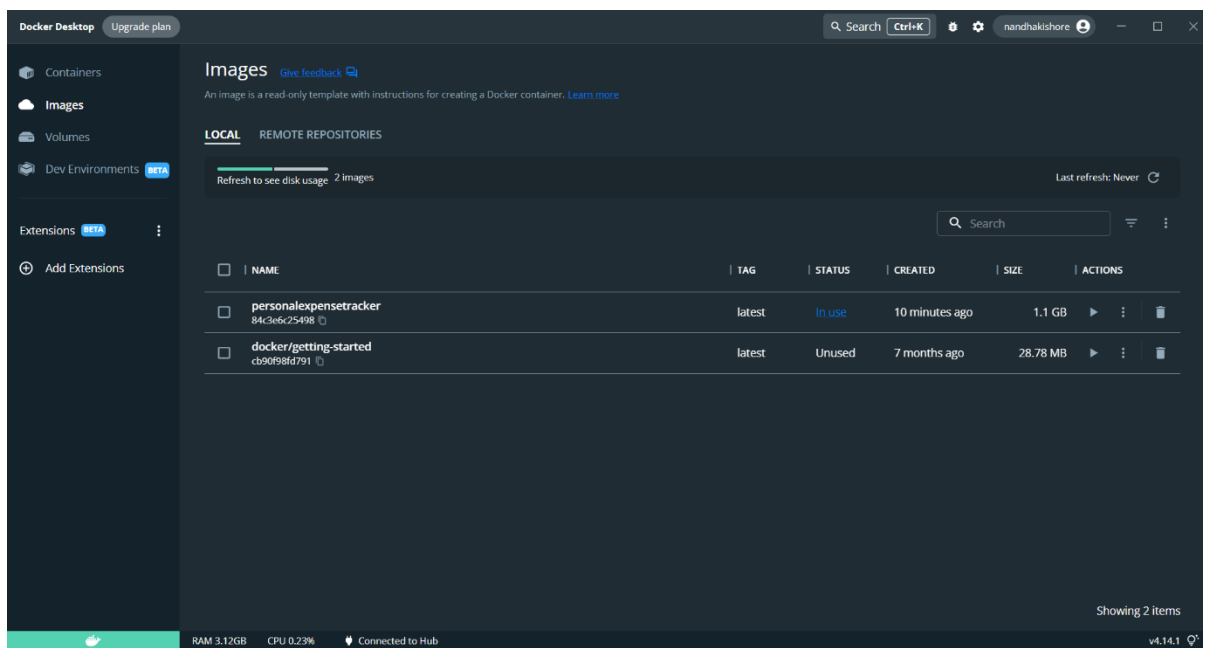 Docker Desktop Upgrade plan Search Ctrl+K nandhakishore
Containers
Images
Volumes
Dev Environments BETA
Extensions BETA
Add Extensions
Images Give feedback
An image is a read-only template with instructions for creating a Docker container. Learn more
LOCAL REMOTE REPOSITORIES
Refresh to see disk usage 2 images Last refresh: Never
Search
NAME TAG STATUS CREATED SIZE ACTIONS
personalexpensetracker latest In use 10 minutes ago 1.1 GB
84c3e6c25498
docker/getting-started latest Unused 7 months ago 28.78 MB
cb90f98fd791
Showing 2 items
RAM 3.12GB CPU 0.23% Connected to Hub v4.14.1